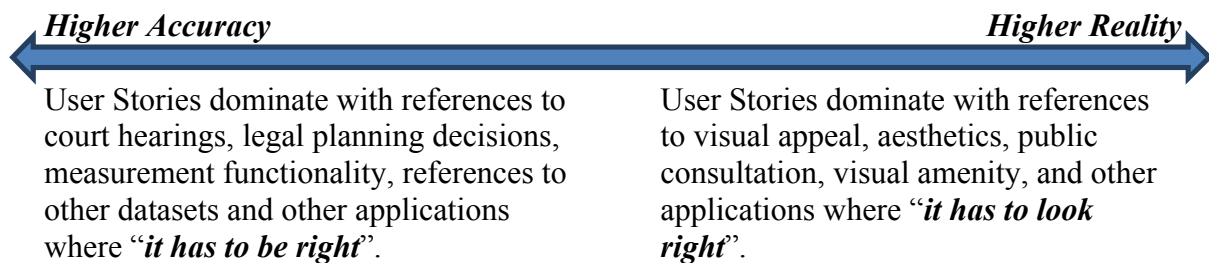 Higher Accuracy Higher Reality
User Stories dominate with references to
court hearings, legal planning decisions,
measurement functionality, references to
other datasets and other applications
where “it has to be right”.
User Stories dominate with references
to visual appeal, aesthetics, public
consultation, visual amenity, and other
applications where “it has to look
right”.